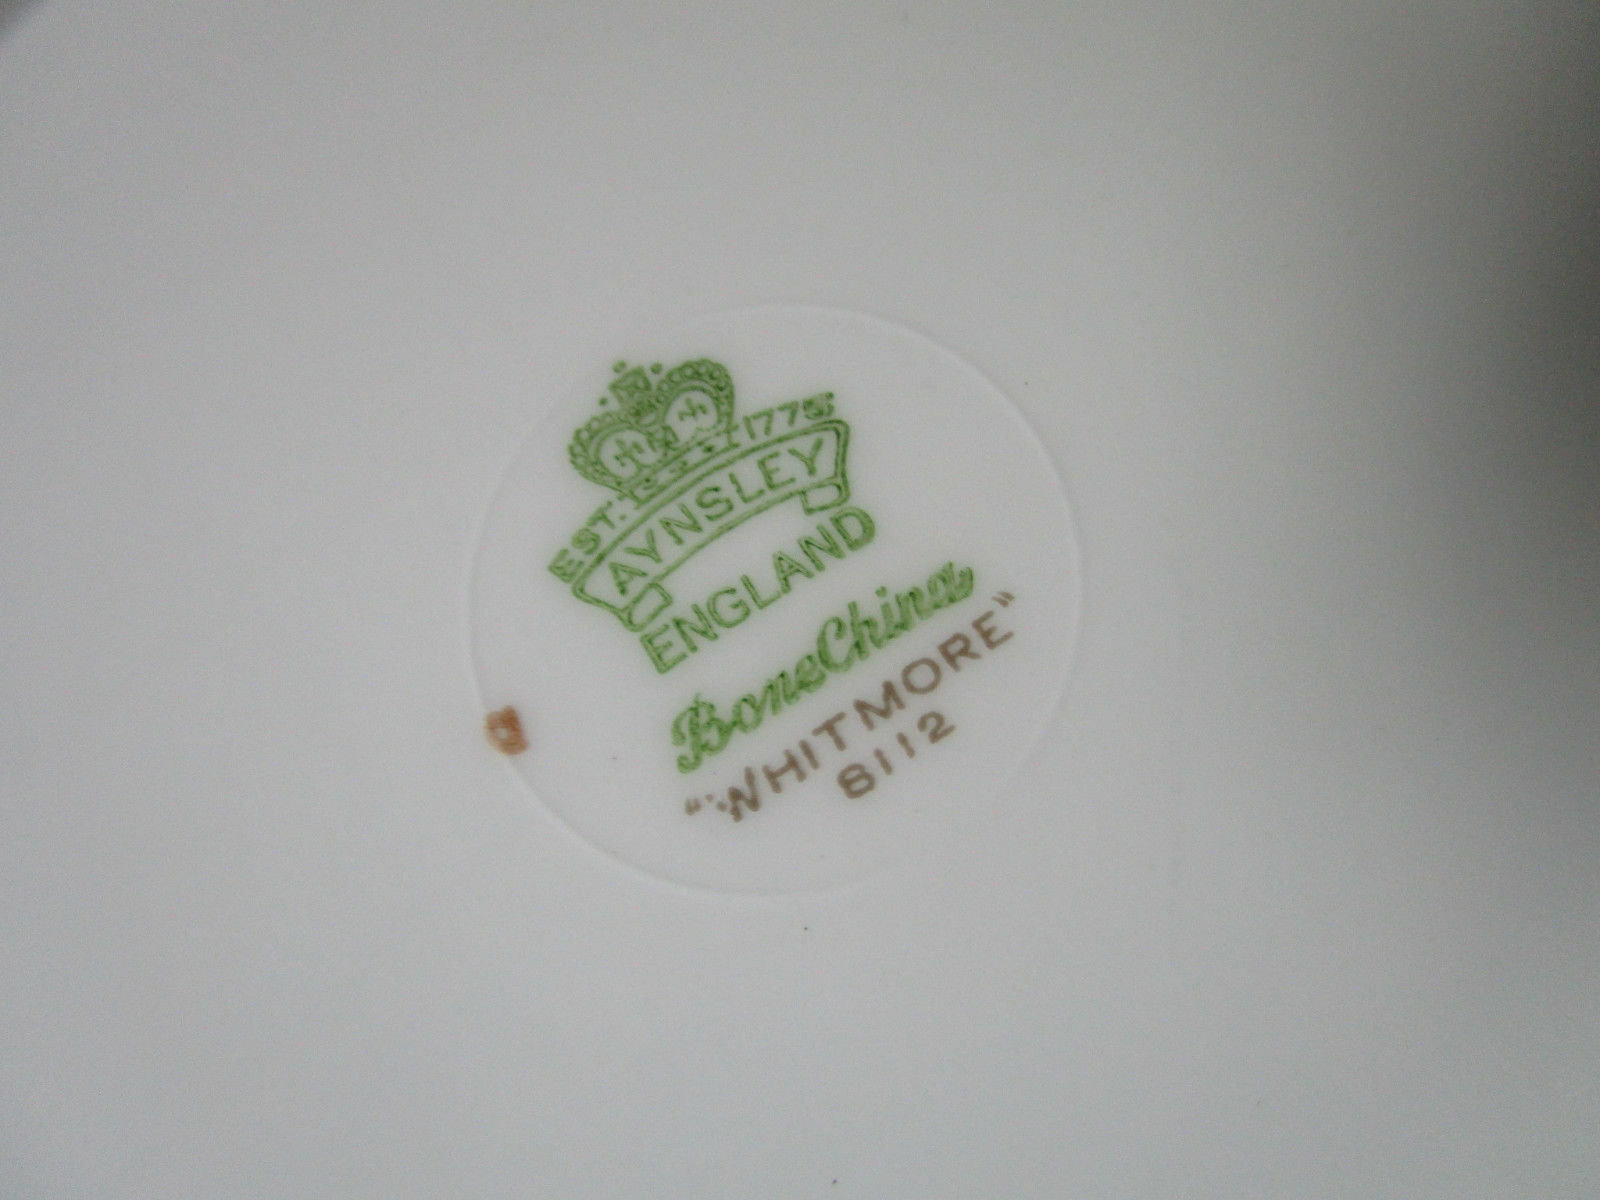 EST. 1775
AYNSLEY
ENGLAND
Bone China
"WHITMORE"
8112